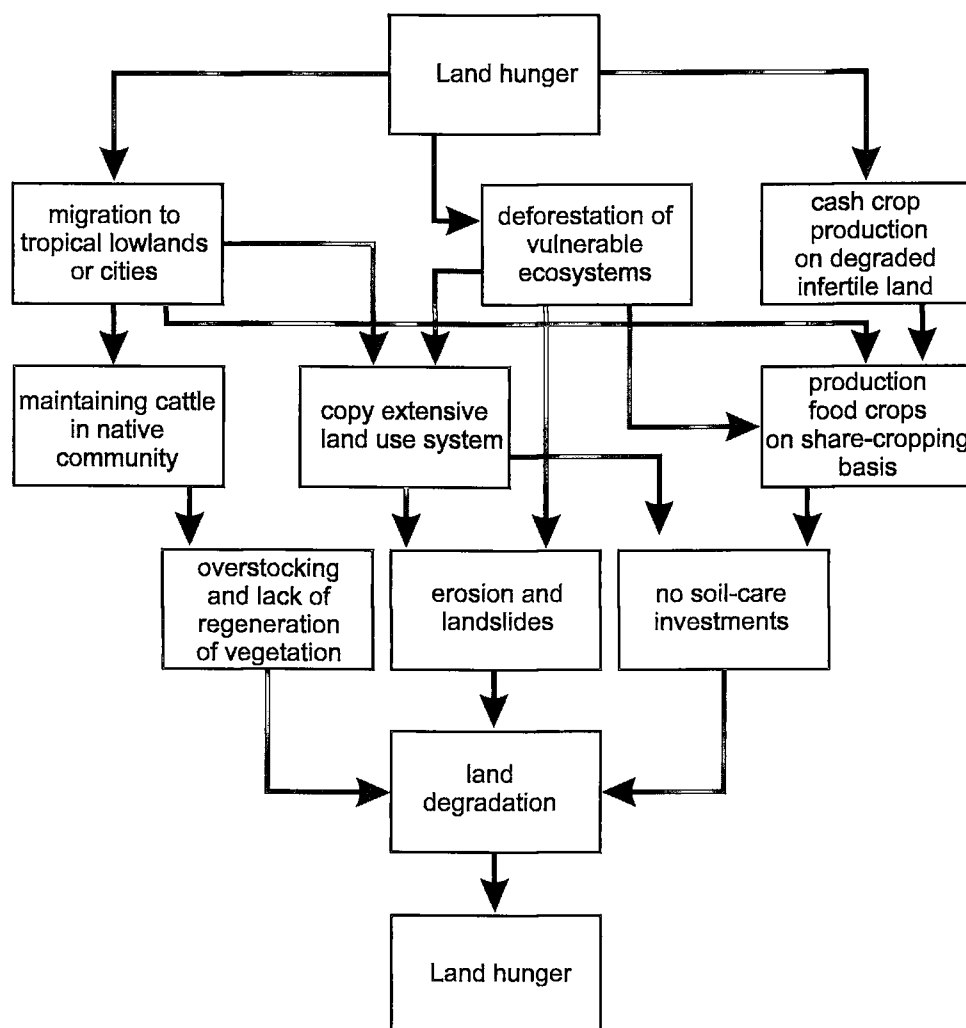 Land hunger
migration to
tropical lowlands
or cities
deforestation of
vulnerable
ecosystems
cash crop
production
on degraded
infertile land
maintaining cattle
in native
community
copy extensive
land use system
production
food crops
on share-cropping
basis
overstocking
and lack of
regeneration
of vegetation
erosion and
landslides
no soil-care
investments
land
degradation
Land hunger